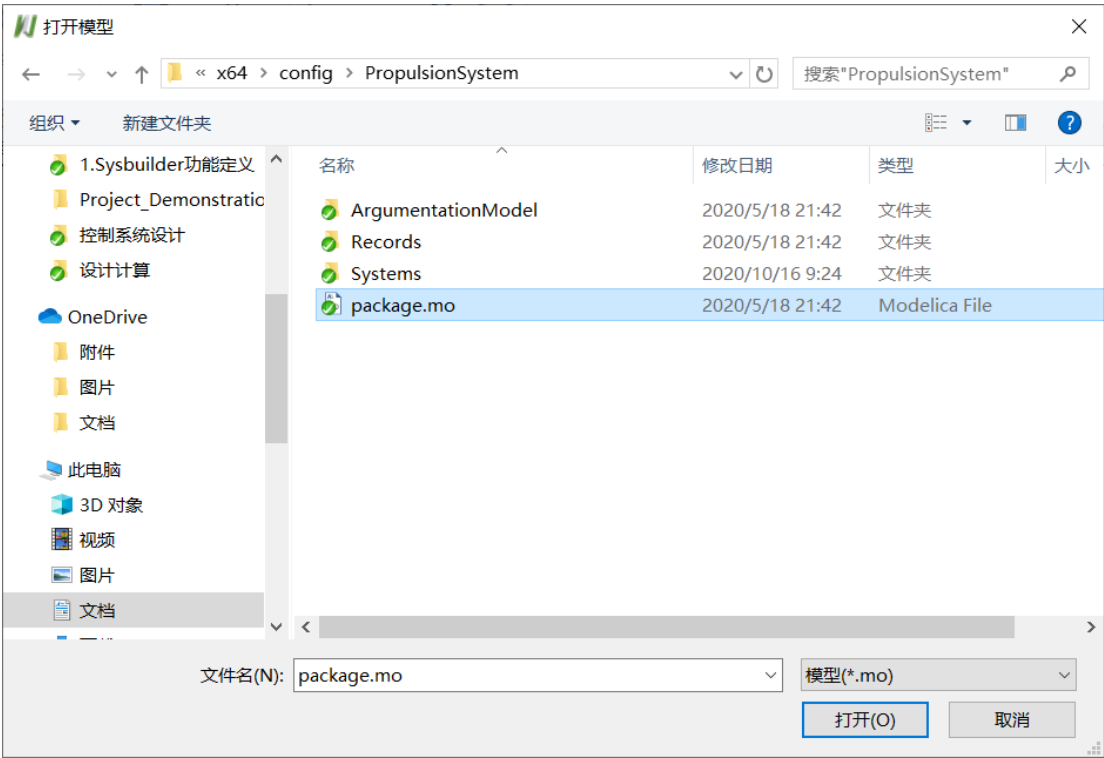 打开模型
« x64 > config > PropulsionSystem
搜索"PropulsionSystem"
组织 新建文件夹
名称 修改日期 类型 大小
1.Sysbuilder功能定义
Project_Demonstratio
控制系统设计
设计计算
OneDrive
附件
图片
文档
此电脑
3D 对象
视频
图片
文档
ArgumentationModel 2020/5/18 21:42 文件夹
Records 2020/5/18 21:42 文件夹
Systems 2020/10/16 9:24 文件夹
package.mo 2020/5/18 21:42 Modelica File
文件名(N): package.mo 模型(*.mo)
打开(O) 取消